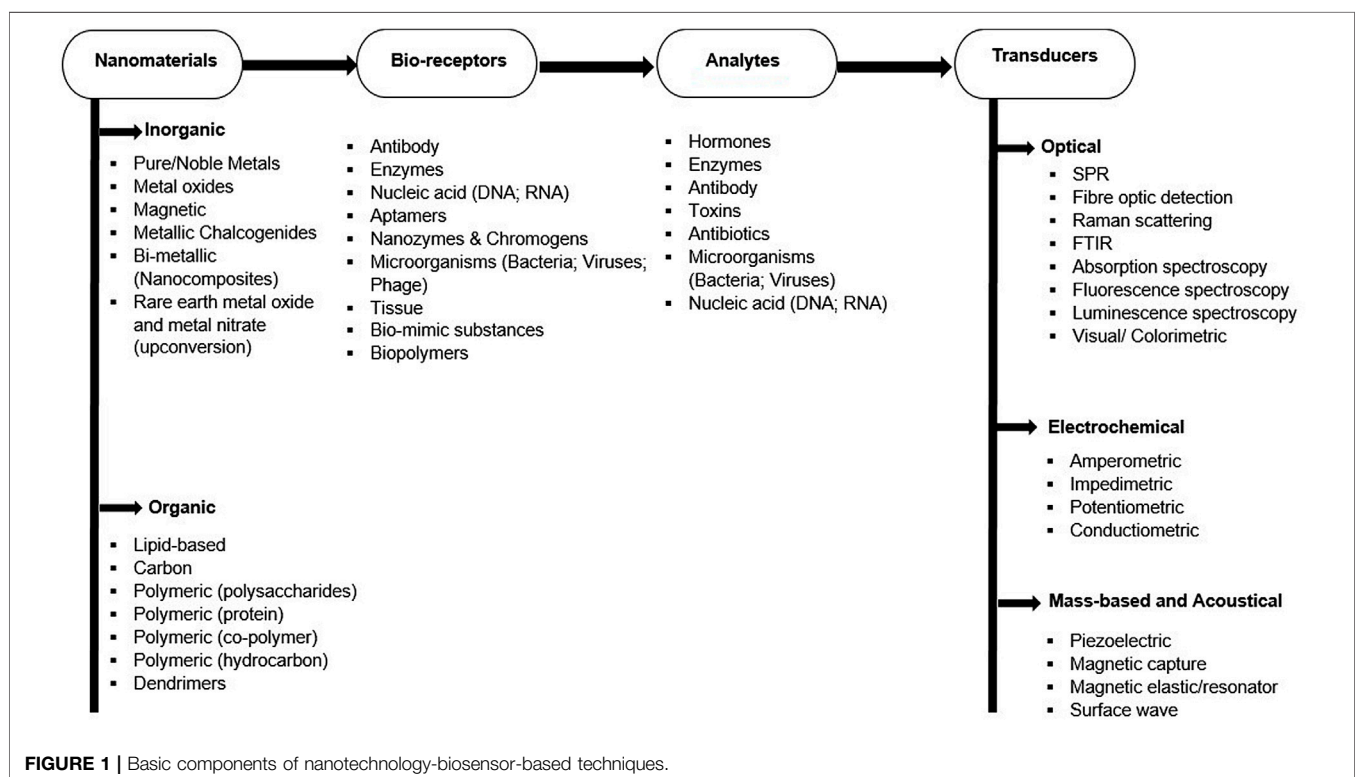 Nanomaterials
Bio-receptors
Analytes
Transducers
Inorganic
▪ Pure/Noble Metals
▪ Metal oxides
▪ Magnetic
▪ Metallic Chalcogenides
▪ Bi-metallic
(Nanocomposites)
▪ Rare earth metal oxide
and metal nitrate
(upconversion)
Organic
▪ Lipid-based
▪ Carbon
▪ Polymeric (polysaccharides)
▪ Polymeric (protein)
▪ Polymeric (co-polymer)
▪ Polymeric (hydrocarbon)
▪ Dendrimers
▪ Antibody
▪ Enzymes
▪ Nucleic acid (DNA; RNA)
▪ Aptamers
▪ Nanozymes & Chromogens
▪ Microorganisms (Bacteria; Viruses;
Phage)
▪ Tissue
▪ Bio-mimic substances
▪ Biopolymers
▪ Hormones
▪ Enzymes
▪ Antibody
▪ Toxins
▪ Antibiotics
▪ Microorganisms
(Bacteria; Viruses)
▪ Nucleic acid (DNA; RNA)
Optical
▪ SPR
▪ Fibre optic detection
▪ Raman scattering
▪ FTIR
▪ Absorption spectroscopy
▪ Fluorescence spectroscopy
▪ Luminescence spectroscopy
▪ Visual/ Colorimetric
Electrochemical
▪ Amperometric
▪ Impedimetric
▪ Potentiometric
▪ Conductiometric
Mass-based and Acoustical
▪ Piezoelectric
▪ Magnetic capture
▪ Magnetic elastic/resonator
▪ Surface wave
FIGURE 1 | Basic components of nanotechnology-biosensor-based techniques.